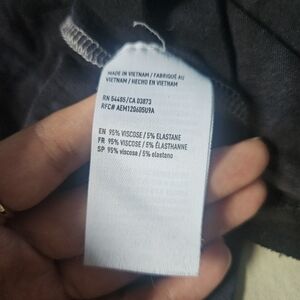 MADE IN VIETNAM / FABRIQUÉ AU
VIETNAM / HECHO EN VIETNAM
RN 54485/CA 03873
RFC# AEM120605U9A
EN 95% VISCOSE / 5% ELASTANE
FR 95% VISCOSE / 5% ÉLASTHANNE
SP 95% viscosa / 5% elastano